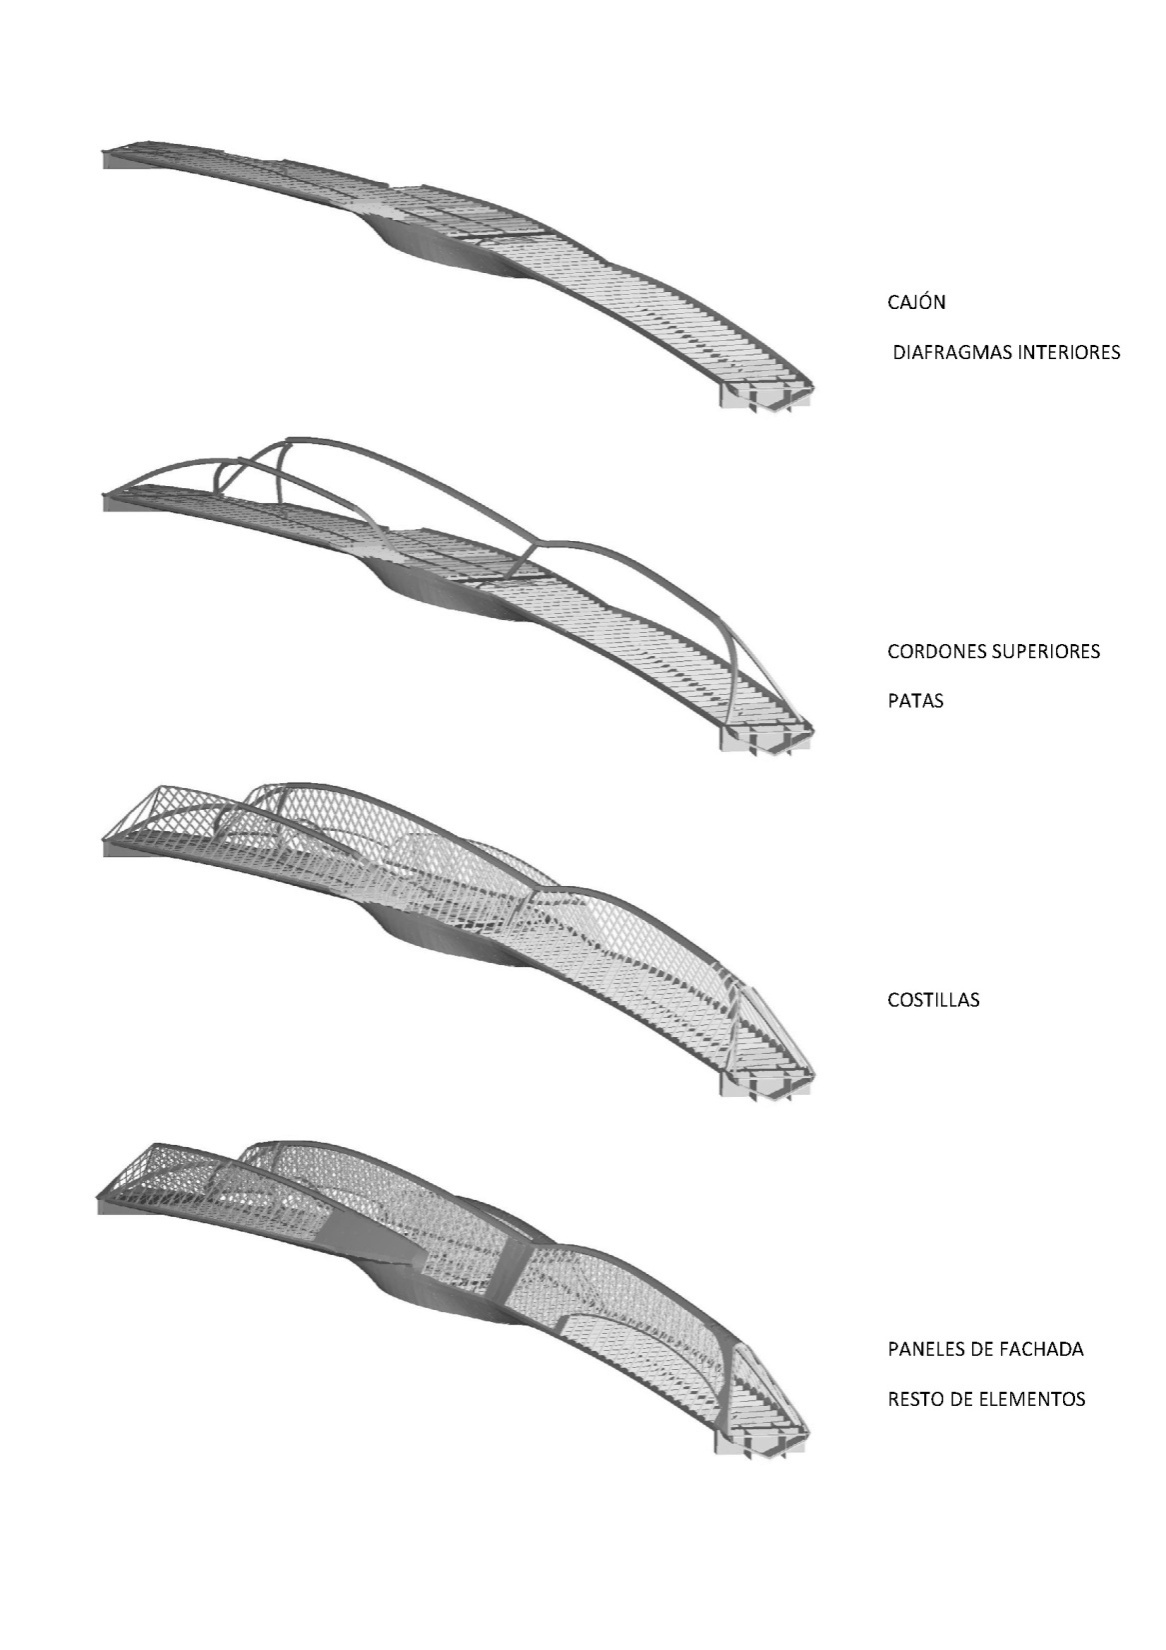 CAJÓN
DIAFRAGMAS INTERIORES
CORDONES SUPERIORES
PATAS
COSTILLAS
PANELES DE FACHADA
RESTO DE ELEMENTOS